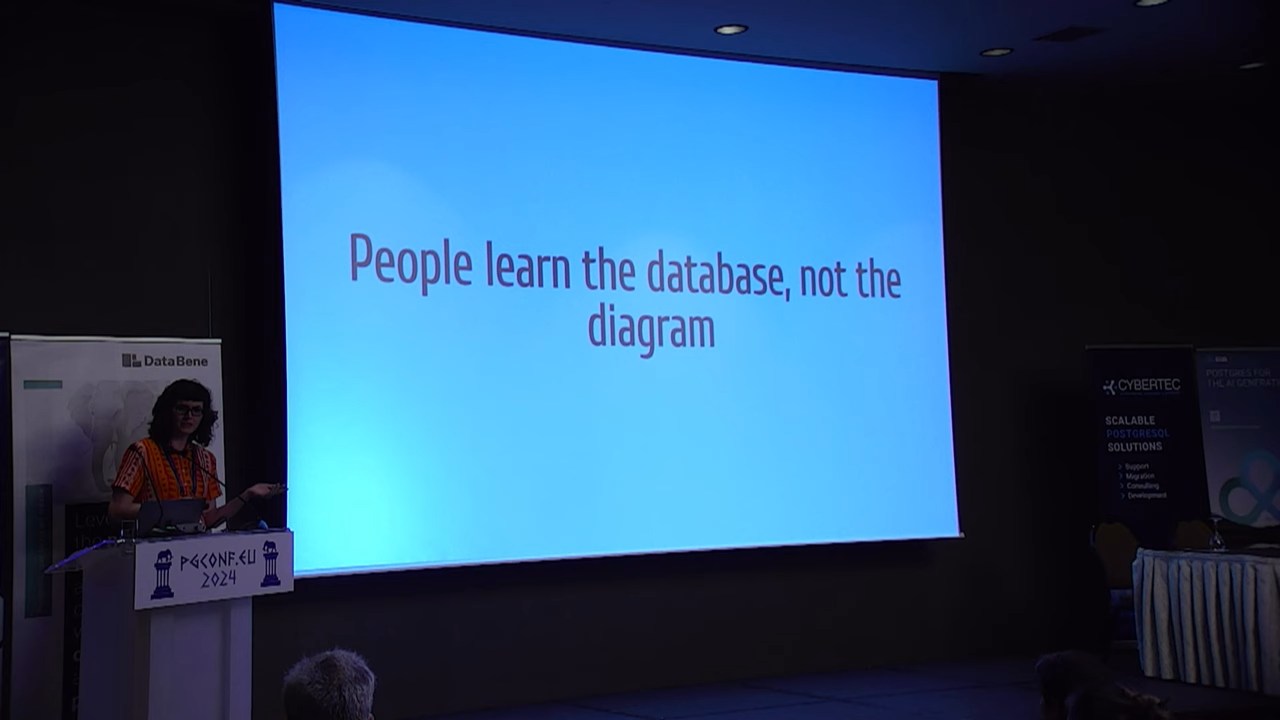 People learn the database, not the
diagram
DataBene
PGCONF.EU
2024
CYBERTEC
SCALABLE
POSTGRESQL
SOLUTIONS
> Support
> Migration
> Consulting
> Development
POSTGRES FOR
THE AI GENERAT